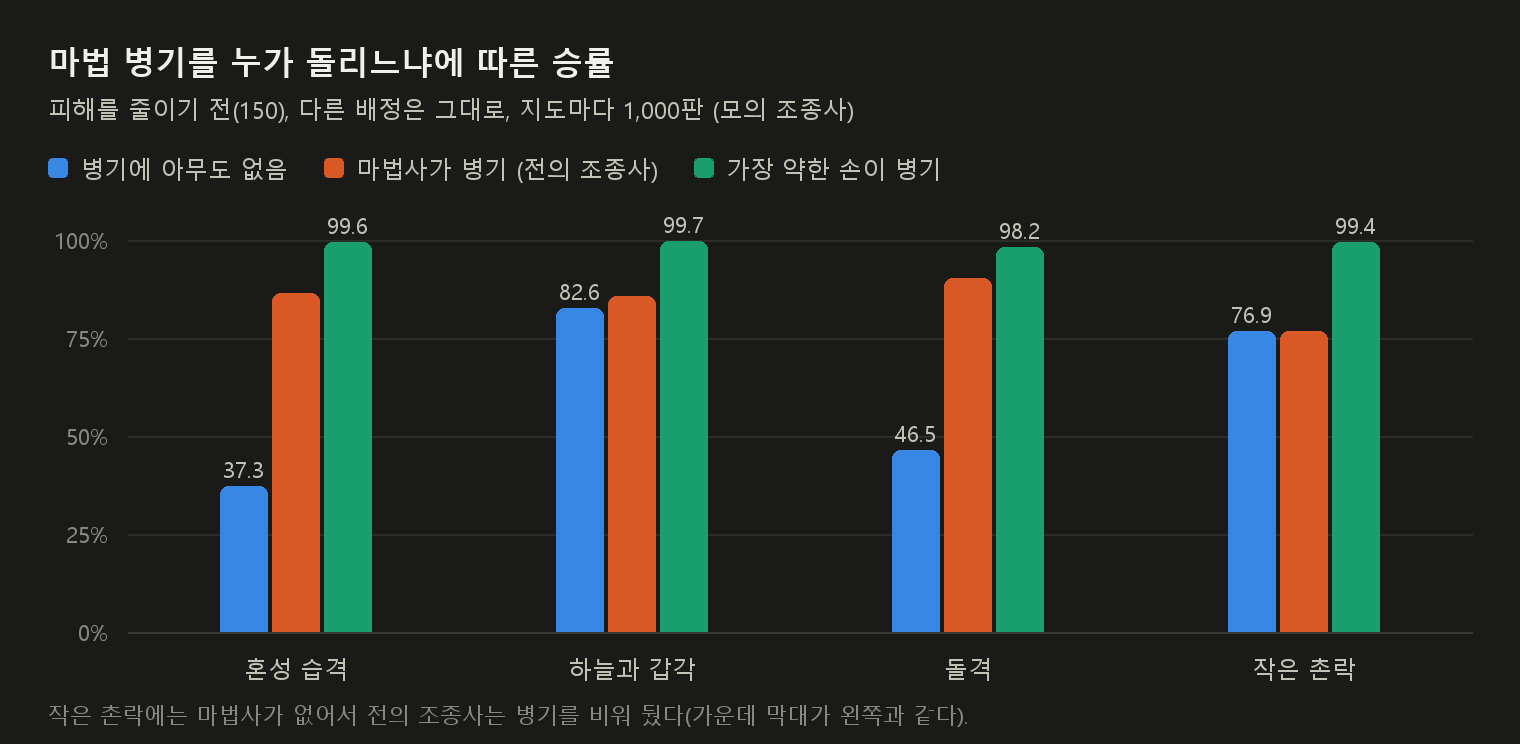 마법 병기를 누가 돌리느냐에 따른 승률
피해를 줄이기 전(150), 다른 배정은 그대로, 지도마다 1,000판 (모의 조종사)
병기에 아무도 없음
마법사가 병기 (전의 조종사)
가장 약한 손이 병기
100%
75%
50%
25%
0%
37.3
99.6
82.6
99.7
46.5
98.2
76.9
99.4
혼성 습격
하늘과 갑각
돌격
작은 촌락
작은 촌락에는 마법사가 없어서 전의 조종사는 병기를 비워 뒀다(가운데 막대가 왼쪽과 같다).